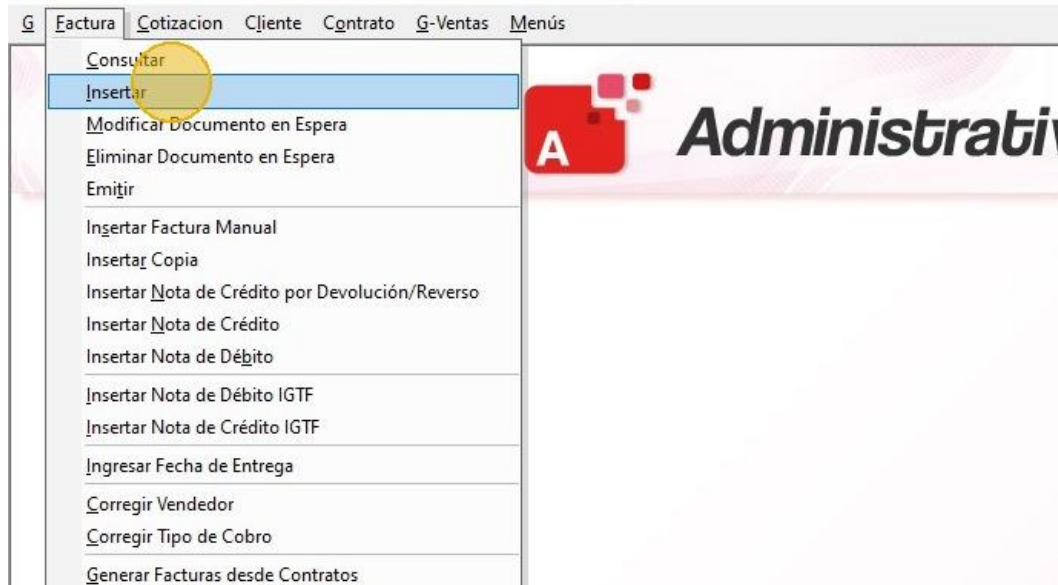 G Factura Cotizacion Cliente Contrato G-Ventas Menús
Consultar
Insertar
Modificar Documento en Espera
Eliminar Documento en Espera
Emitir
Insertar Factura Manual
Insertar Copia
Insertar Nota de Crédito por Devolución/Reverso
Insertar Nota de Crédito
Insertar Nota de Débito
Insertar Nota de Débito IGTF
Insertar Nota de Crédito IGTF
Ingresar Fecha de Entrega
Corregir Vendedor
Corregir Tipo de Cobro
Generar Facturas desde Contratos
A Administrativ